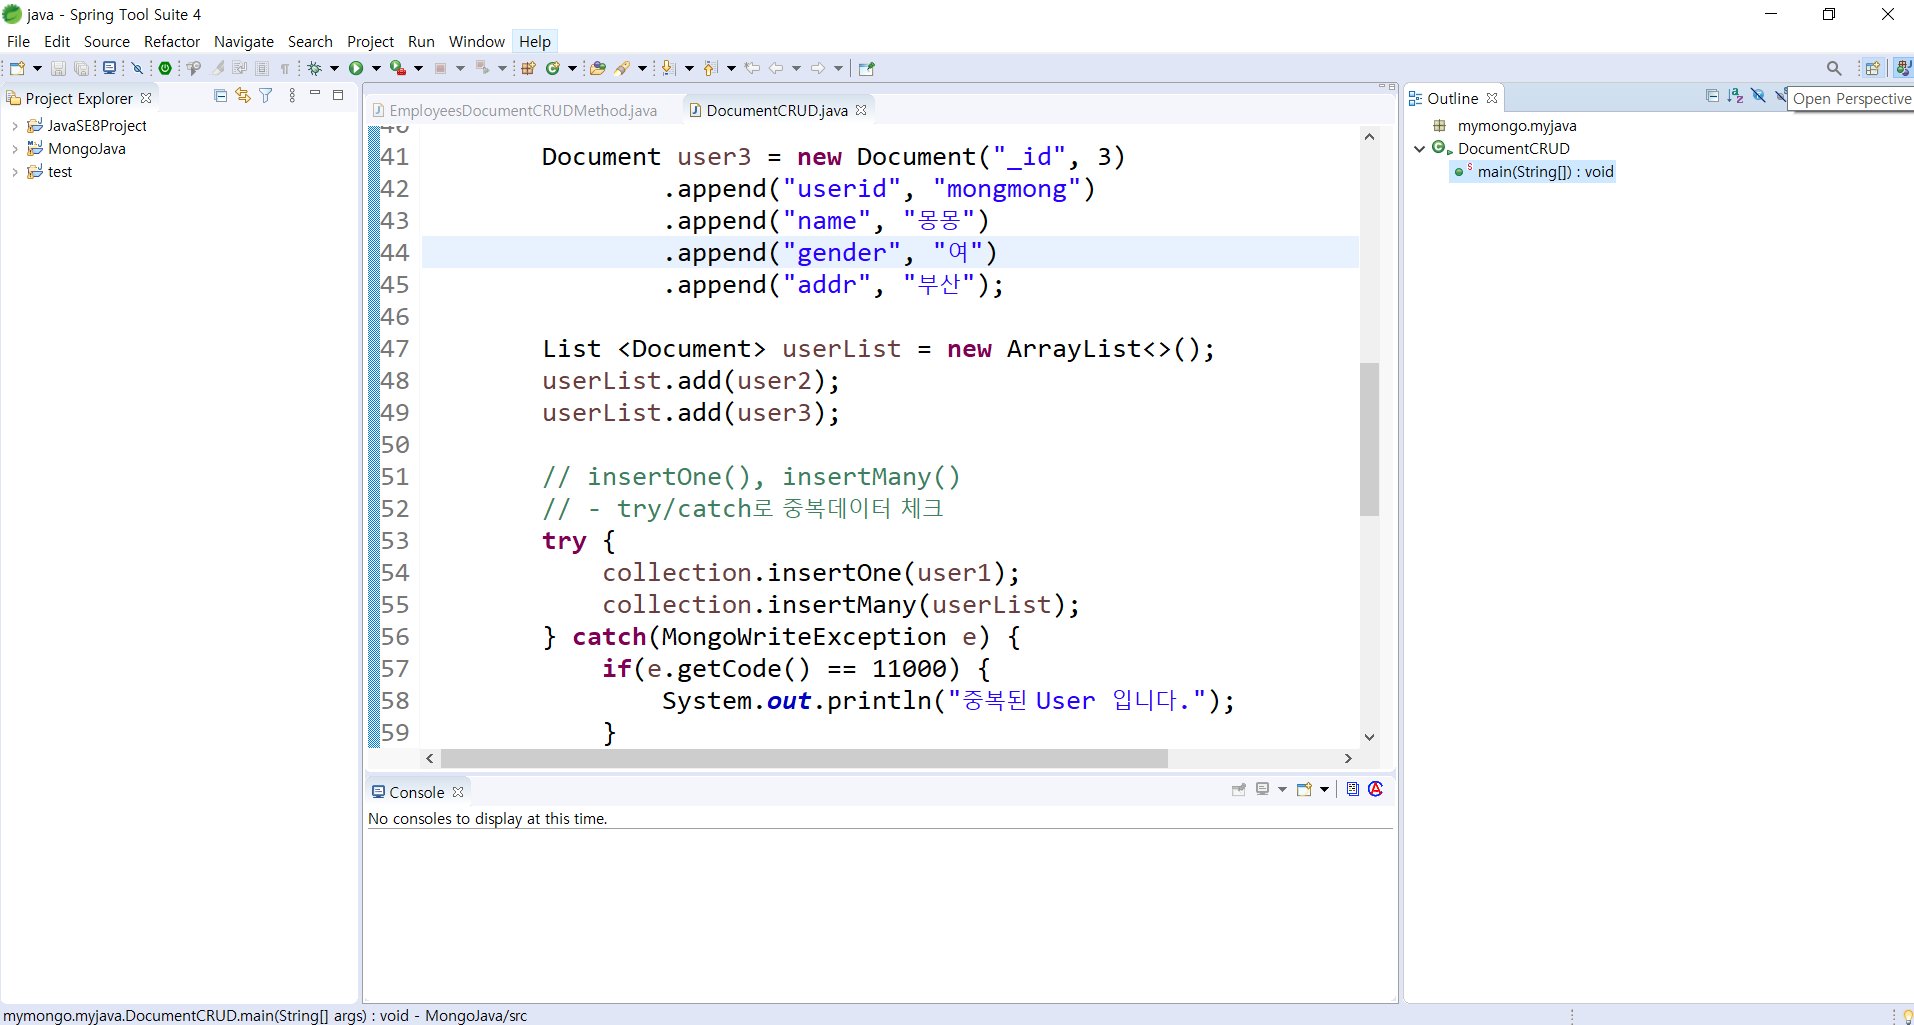 java - Spring Tool Suite 4
File Edit Source Refactor Navigate Search Project Run Window Help
Open Perspective
Project Explorer
JavaSE8Project
MongoJava
test
EmployeesDocumentCRUDMethod.java DocumentCRUD.java
40
41 Document user3 = new Document("_id", 3)
42 .append("userid", "mongmong")
43 .append("name", "몽몽")
44 .append("gender", "여")
45 .append("addr", "부산");
46
47 List <Document> userList = new ArrayList<>();
48 userList.add(user2);
49 userList.add(user3);
50
51 // insertOne(), insertMany()
52 // - try/catch로 중복데이터 체크
53 try {
54 collection.insertOne(user1);
55 collection.insertMany(userList);
56 } catch(MongoWriteException e) {
57 if(e.getCode() == 11000) {
58 System.out.println("중복된 User 입니다.");
59 }
Console
No consoles to display at this time.
Outline
mymongo.myjava
DocumentCRUD
main(String[]) : void
mymongo.myjava.DocumentCRUD.main(String[] args) : void - MongoJava/src